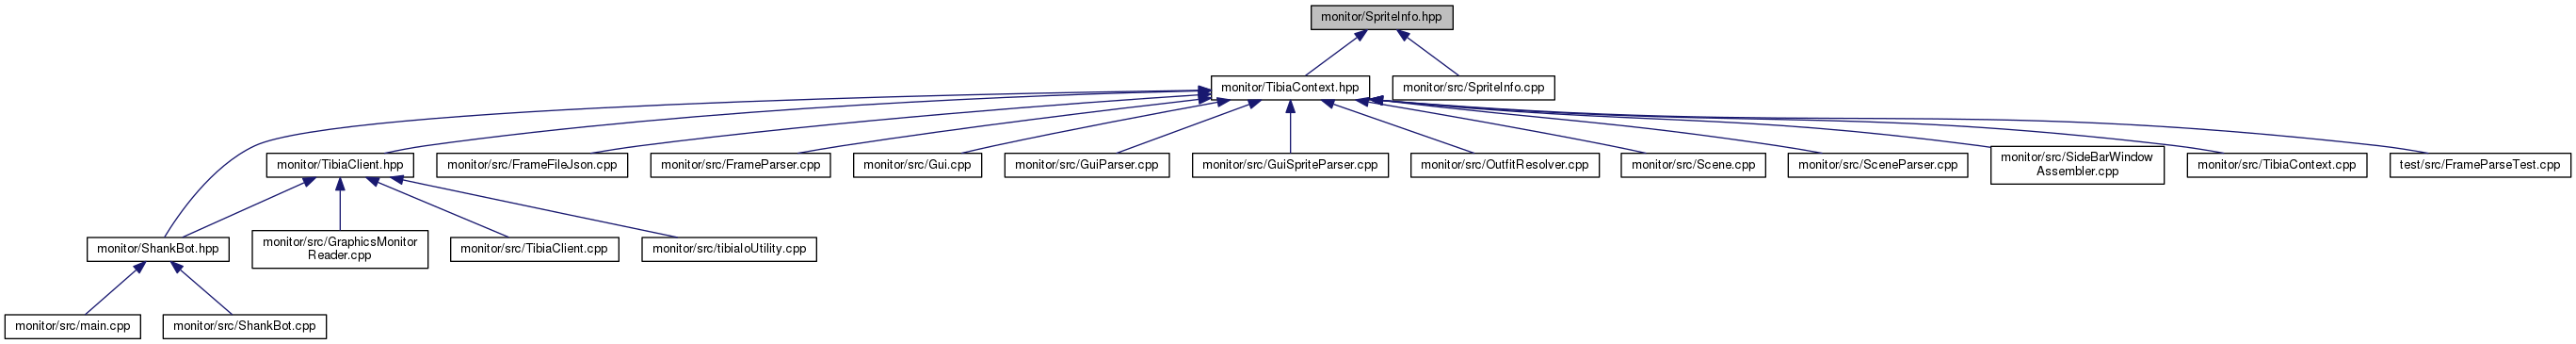 monitor/SpriteInfo.hpp
monitor/TibiaContext.hpp
monitor/src/SpriteInfo.cpp
monitor/TibiaClient.hpp
monitor/src/FrameFileJson.cpp
monitor/src/FrameParser.cpp
monitor/src/Gui.cpp
monitor/src/GuiParser.cpp
monitor/src/GuiSpriteParser.cpp
monitor/src/OutfitResolver.cpp
monitor/src/Scene.cpp
monitor/src/SceneParser.cpp
monitor/src/SideBarWindow
Assembler.cpp
monitor/src/TibiaContext.cpp
test/src/FrameParseTest.cpp
monitor/ShankBot.hpp
monitor/src/GraphicsMonitor
Reader.cpp
monitor/src/TibiaClient.cpp
monitor/src/tibiaIoUtility.cpp
monitor/src/main.cpp
monitor/src/ShankBot.cpp